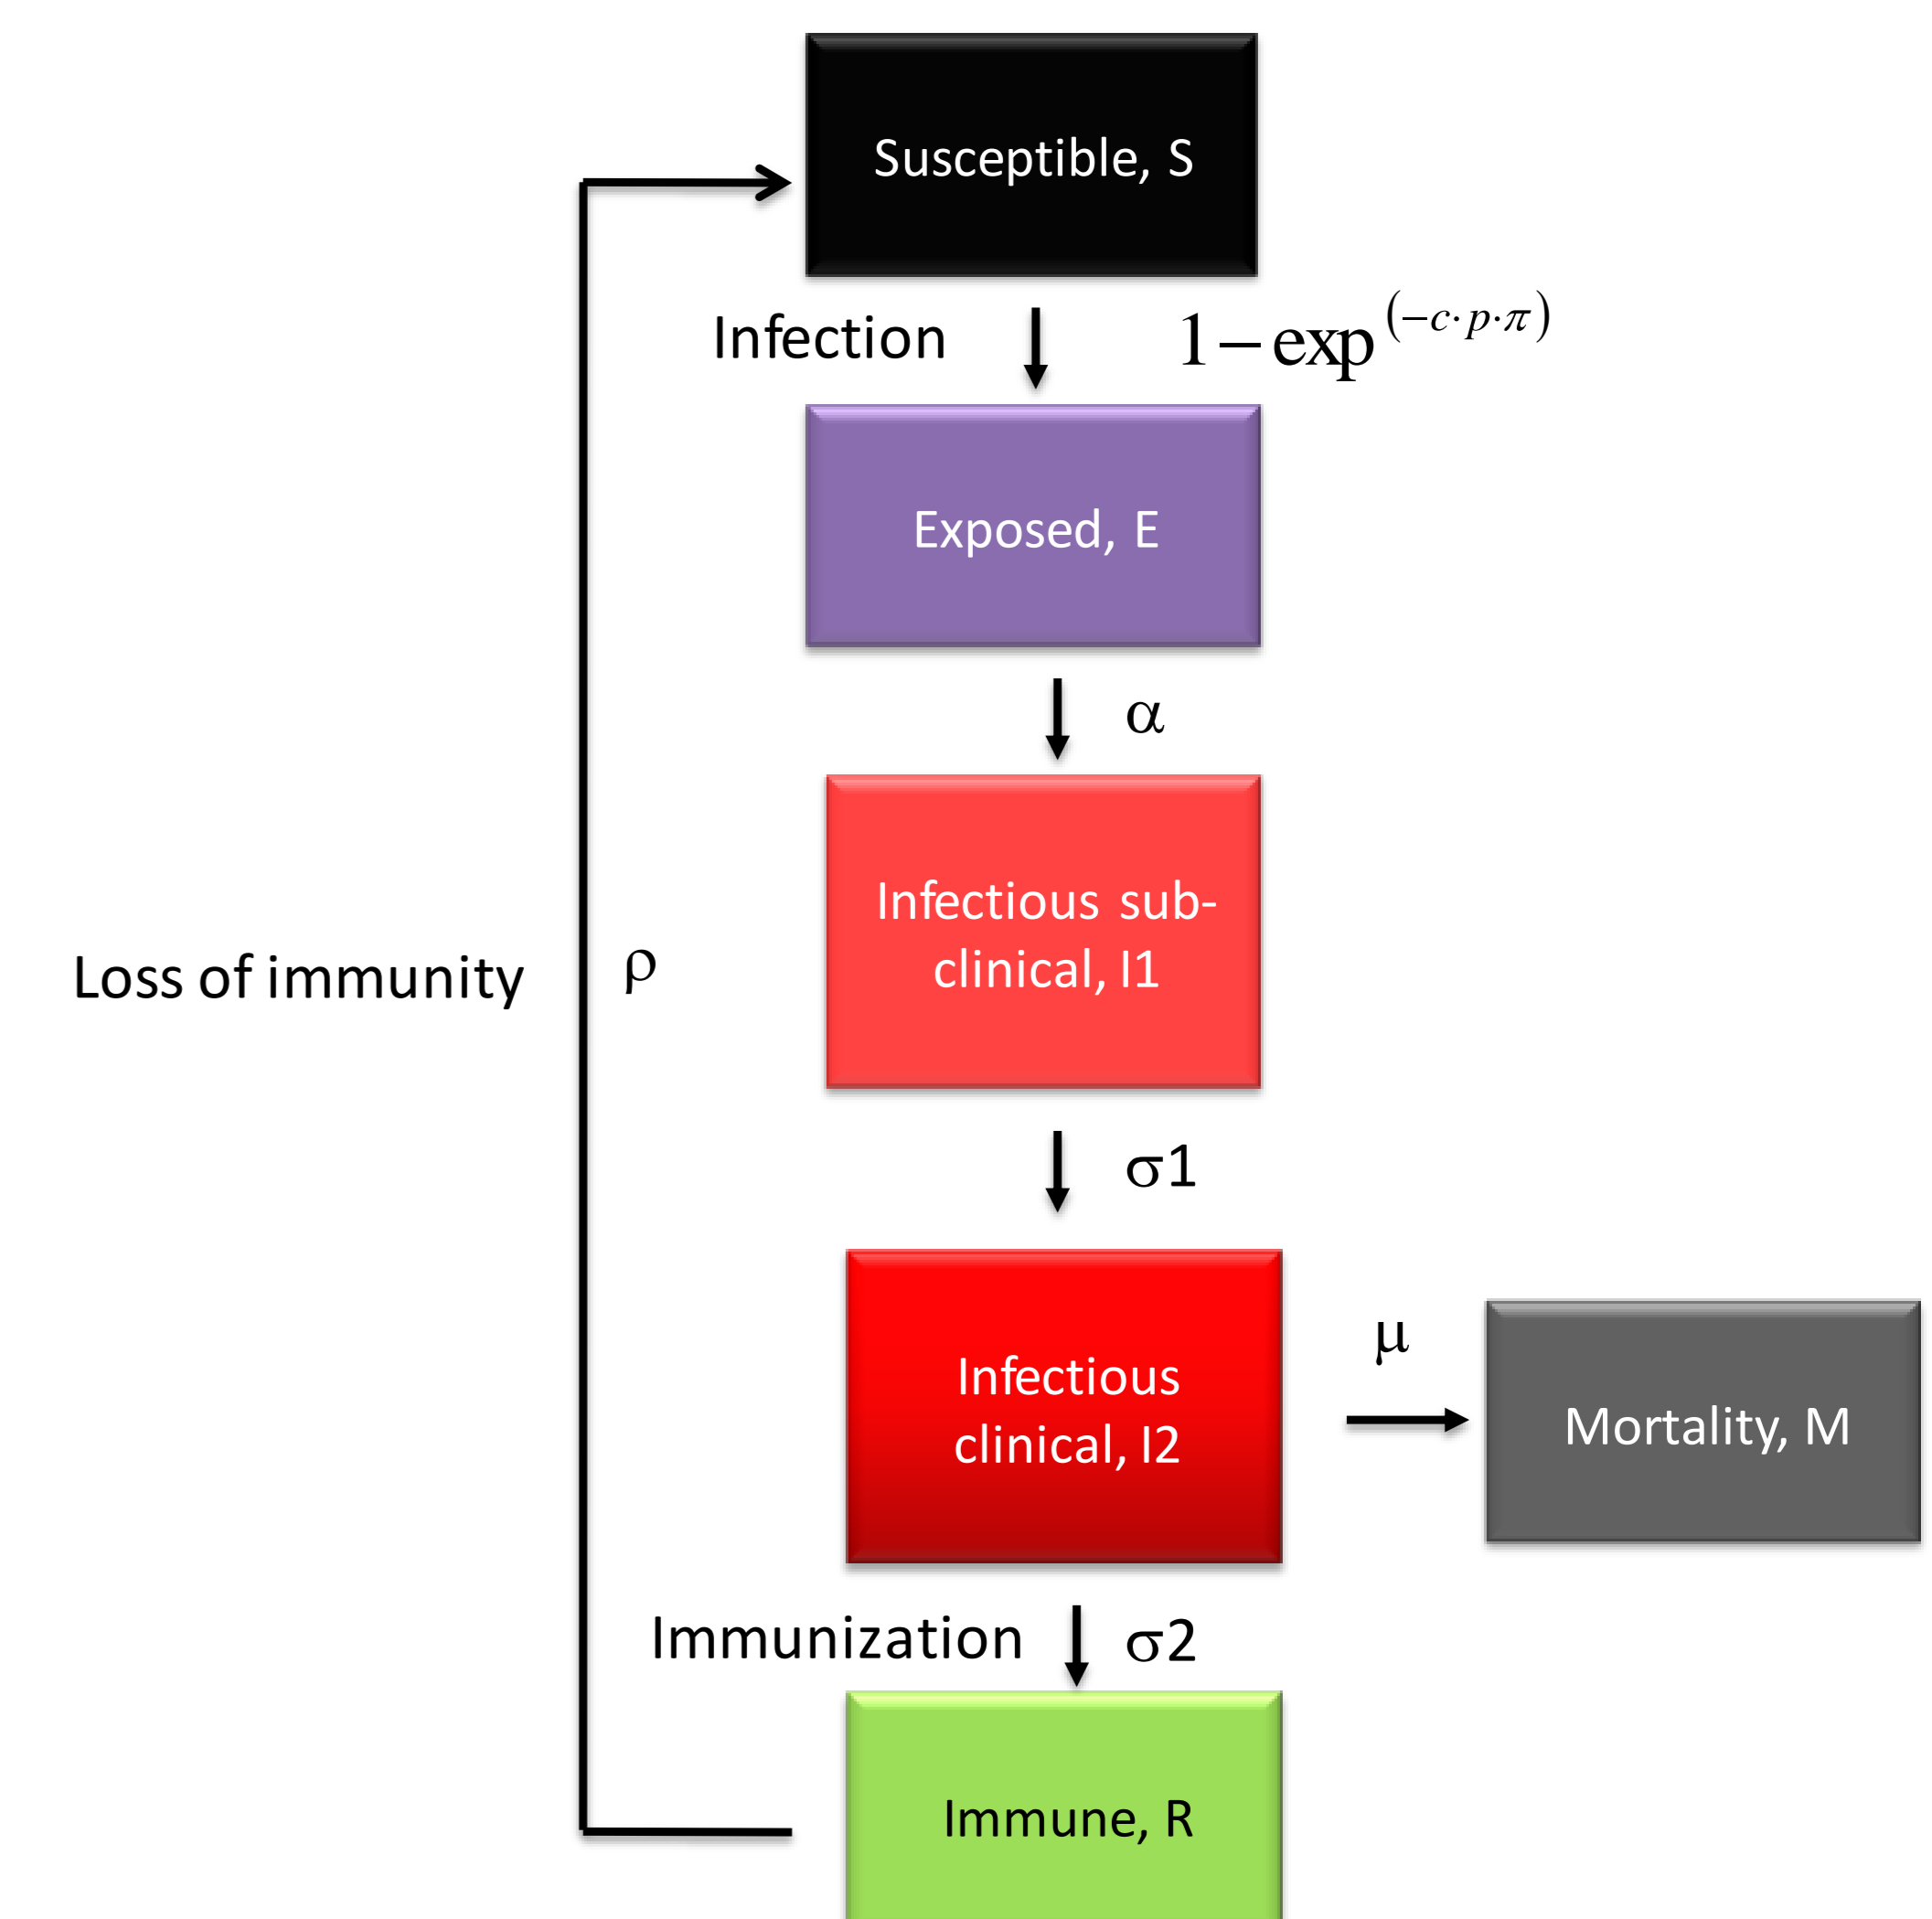 Susceptible, S
Infection
1−exp^(−c·p·π)
Exposed, E
α
Infectious sub-
clinical, I1
Loss of immunity
ρ
σ1
Infectious
clinical, I2
μ
Mortality, M
Immunization
σ2
Immune, R